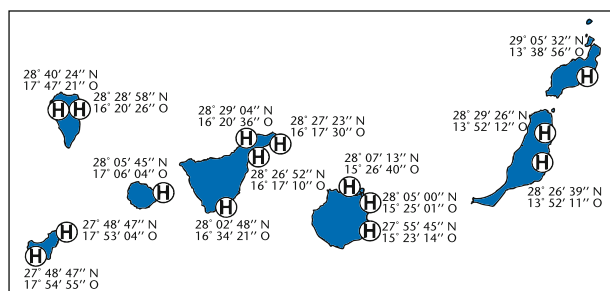 28° 40′ 24″ N
17° 47′ 21″ O
H
H
28° 28′ 58″ N
16° 20′ 26″ O
28° 05′ 45″ N
17° 06′ 04″ O
H
27° 48′ 47″ N
17° 53′ 04″ O
H
H
27° 48′ 47″ N
17° 54′ 55″ O
28° 29′ 04″ N
16° 20′ 36″ O
H
H
28° 27′ 23″ N
16° 17′ 30″ O
H
28° 26′ 52″ N
16° 17′ 10″ O
H
28° 02′ 48″ N
16° 34′ 21″ O
28° 07′ 13″ N
15° 26′ 40″ O
H
H
28° 05′ 00″ N
15° 25′ 01″ O
H
27° 55′ 45″ N
15° 23′ 14″ O
29° 05′ 32″ N
13° 38′ 56″ O
H
28° 29′ 26″ N
13° 52′ 12″ O
H
H
28° 26′ 39″ N
13° 52′ 11″ O